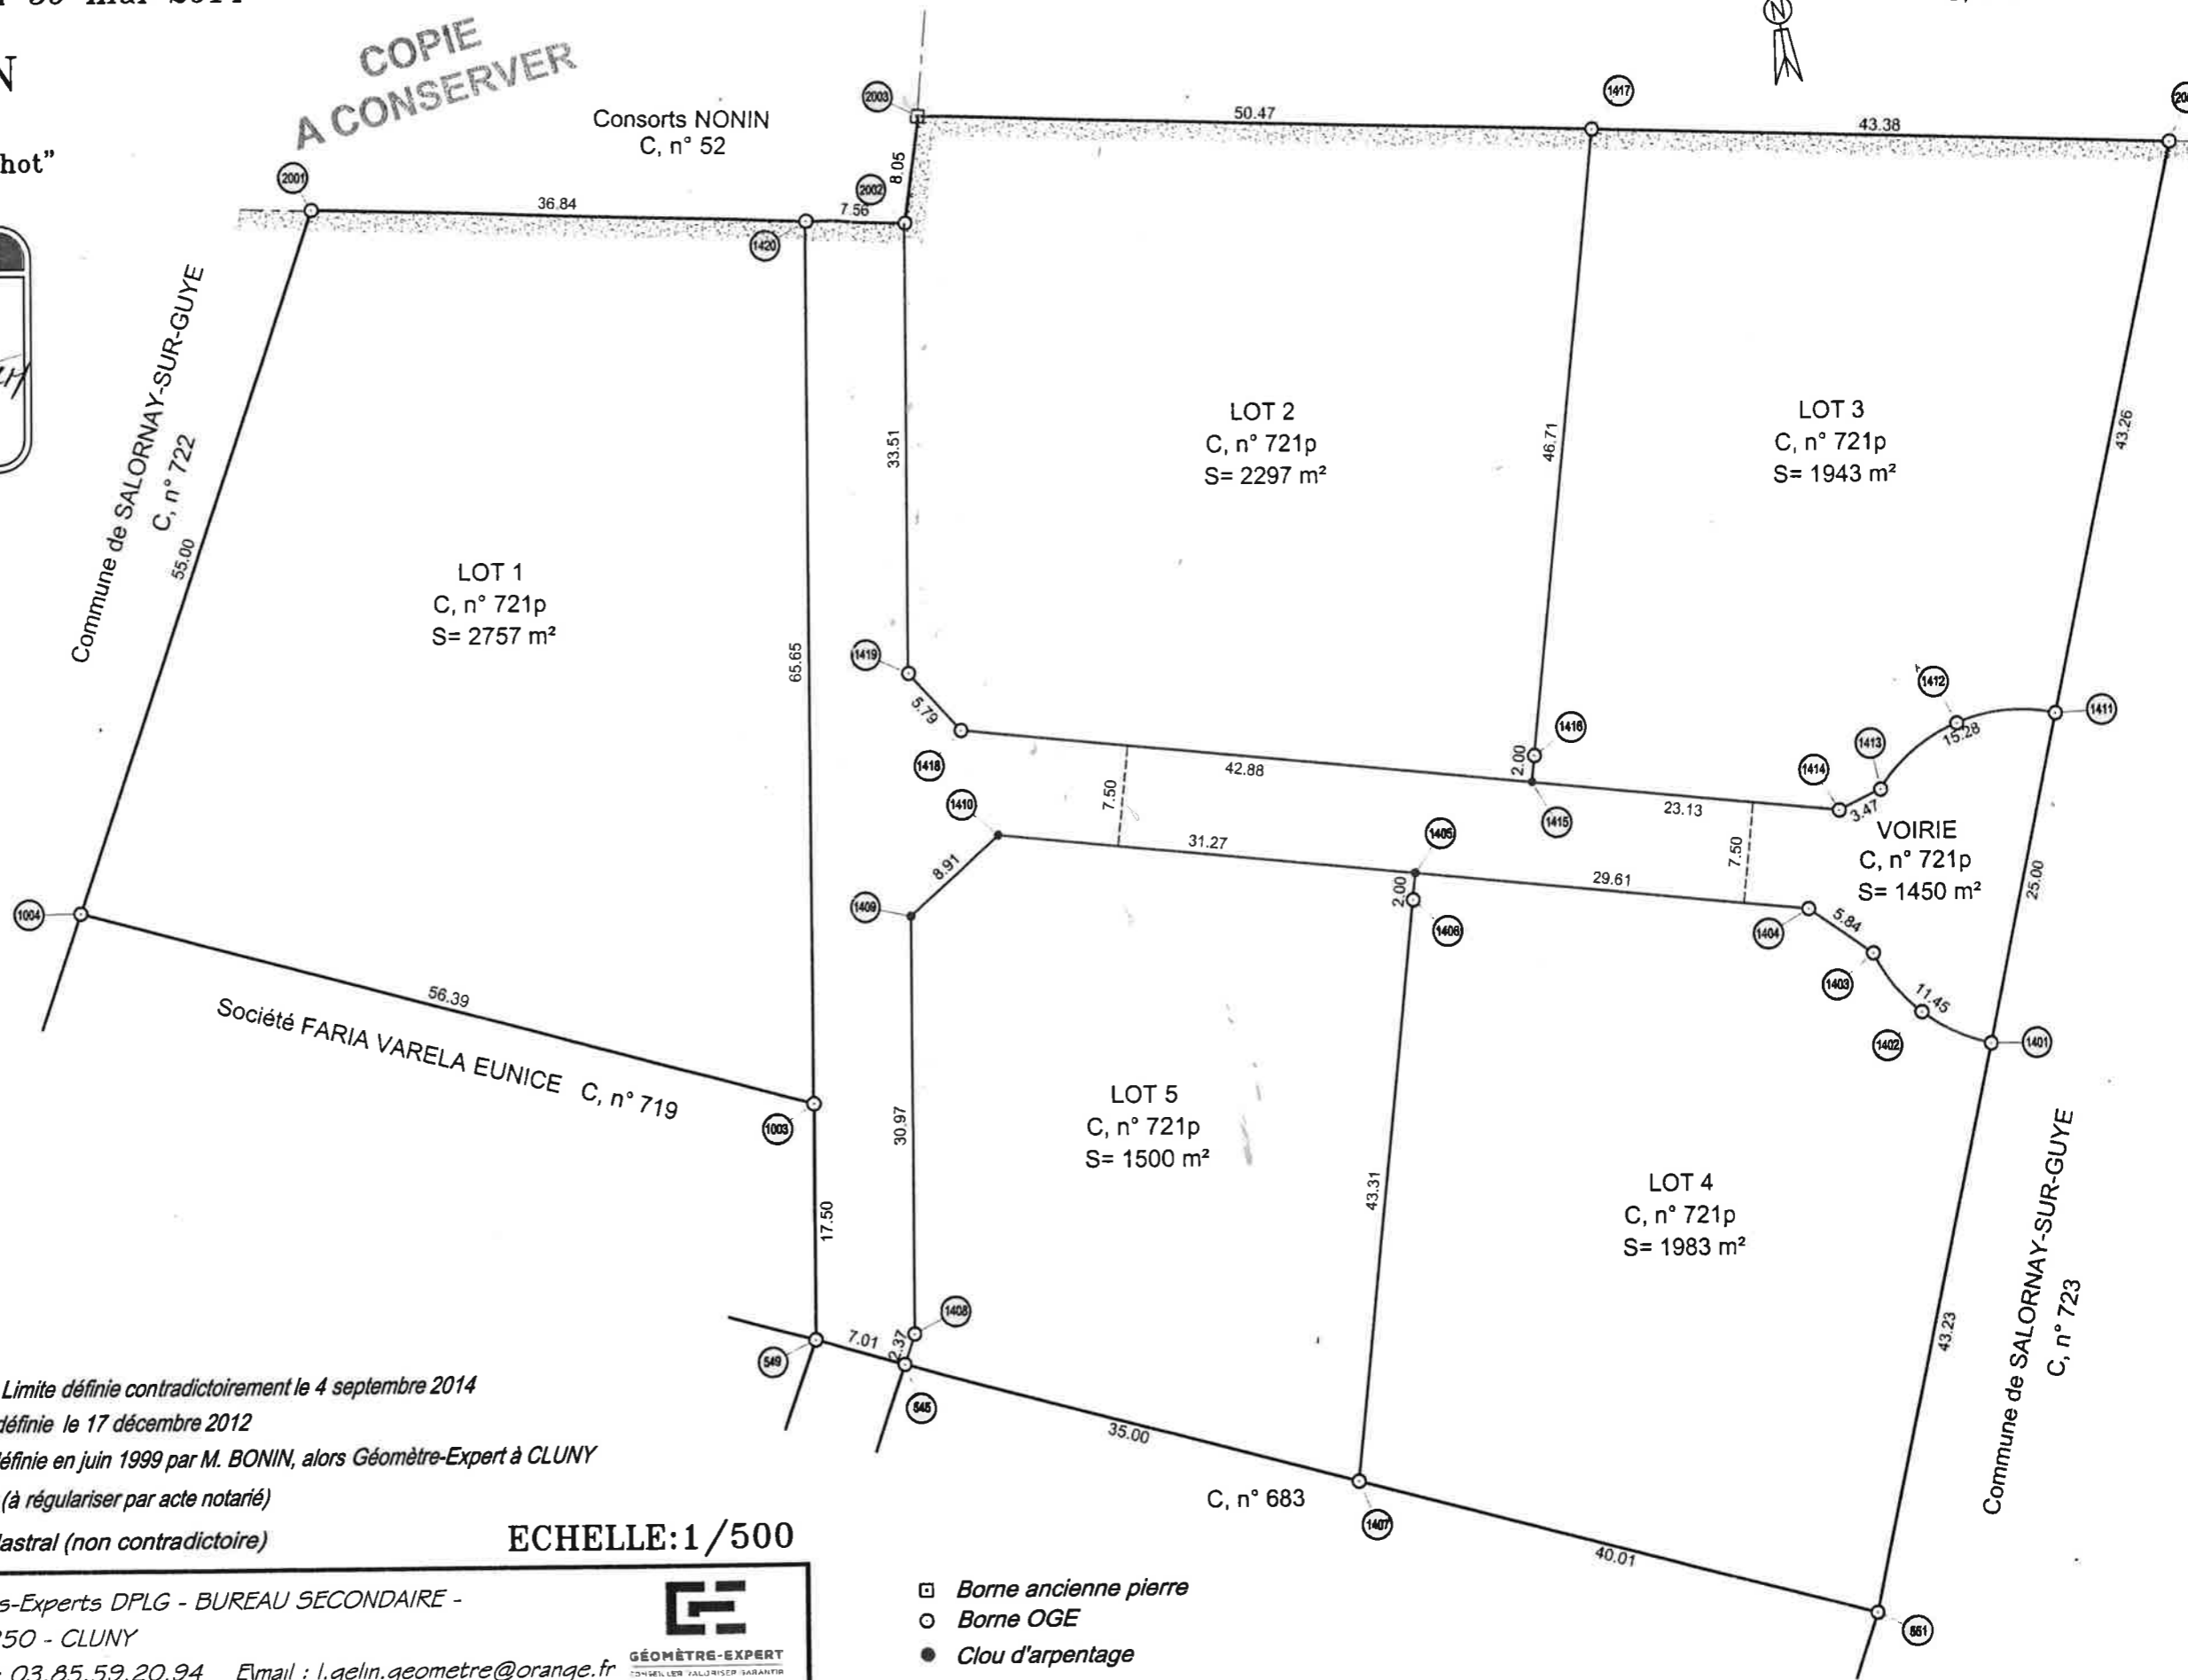 COPIE
A CONSERVER
N
hot”
Consorts NONIN
C, n° 52
N
2003
50.47
1417
43.38
8.05
2002
2001
36.84
7.56
1420
Commune de SALORNAY-SUR-GUYE
C, n° 722
55.00
LOT 1
C, n° 721p
S= 2757 m²
65.65
33.51
LOT 2
C, n° 721p
S= 2297 m²
46.71
LOT 3
C, n° 721p
S= 1943 m²
43.26
1419
5.79
1418
42.88
7.50
1416
2.00
1415
23.13
1414
3.47
1413
1412
15.28
1411
1410
8.91
1409
31.27
1405
2.00
1406
29.61
7.50
VOIRIE
C, n° 721p
S= 1450 m²
25.00
1404
5.84
1403
11.45
1402
1401
1004
56.39
Société FARIA VARELA EUNICE C, n° 719
1003
17.50
30.97
LOT 5
C, n° 721p
S= 1500 m²
43.31
LOT 4
C, n° 721p
S= 1983 m²
43.23
Commune de SALORNAY-SUR-GUYE
C, n° 723
1408
2.37
7.01
549
545
35.00
C, n° 683
1407
40.01
551
Limite définie contradictoirement le 4 septembre 2014
définie le 17 décembre 2012
éfinie en juin 1999 par M. BONIN, alors Géomètre-Expert à CLUNY
(à régulariser par acte notarié)
astral (non contradictoire)
ECHELLE:1/500
s-Experts DPLG - BUREAU SECONDAIRE -
250 - CLUNY
03.85.59.20.94 Email : l.gelin.geometre@orange.fr
GÉOMÈTRE-EXPERT
CONSEILLER VALORISER GARANTIR
Borne ancienne pierre
Borne OGE
Clou d'arpentage